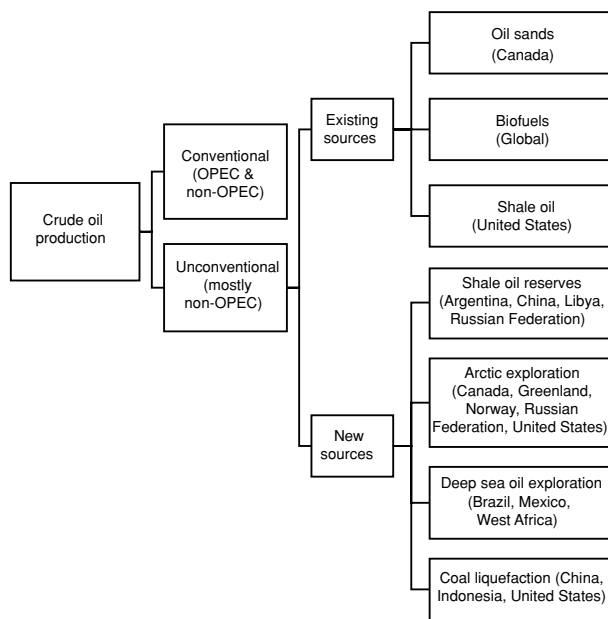 Crude oil
production
Conventional
(OPEC &
non-OPEC)
Unconventional
(mostly
non-OPEC)
Existing
sources
New
sources
Oil sands
(Canada)
Biofuels
(Global)
Shale oil
(United States)
Shale oil reserves
(Argentina, China, Libya,
Russian Federation)
Arctic exploration
(Canada, Greenland,
Norway, Russian
Federation, United States)
Deep sea oil exploration
(Brazil, Mexico,
West Africa)
Coal liquefaction (China,
Indonesia, United States)